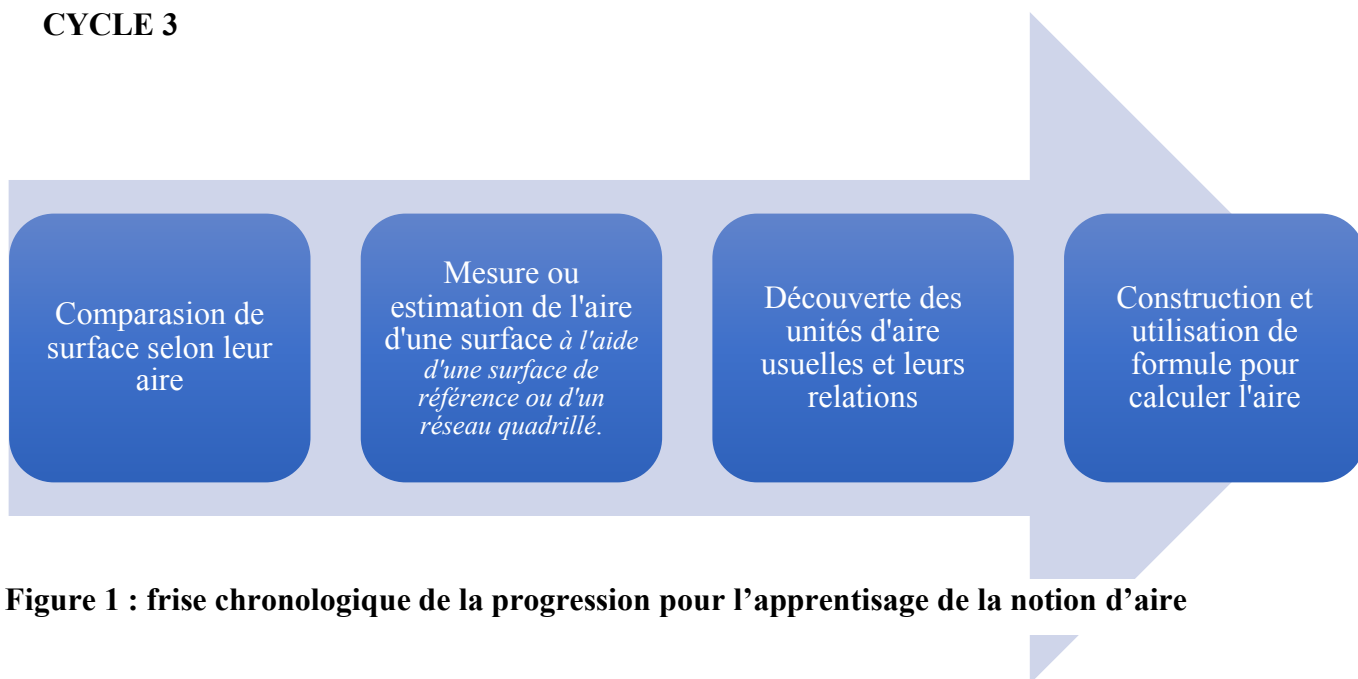 CYCLE 3
Comparasion de
surface selon leur
aire
Mesure ou
estimation de l'aire
d'une surface à l'aide
d'une surface de
référence ou d'un
réseau quadrillé.
Découverte des
unités d'aire
usuelles et leurs
relations
Construction et
utilisation de
formule pour
calculer l'aire
Figure 1 : frise chronologique de la progression pour l’apprentisage de la notion d’aire